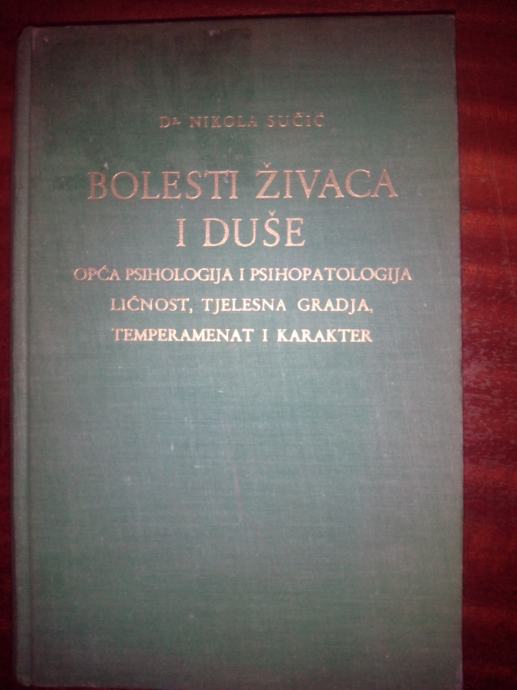 Dr NIKOLA SUČIĆ
BOLESTI ŽIVACA
I DUŠE
OPĆA PSIHOLOGIJA I PSIHOPATOLOGIJA
LIČNOST, TJELESNA GRADJA,
TEMPERAMENAT I KARAKTER